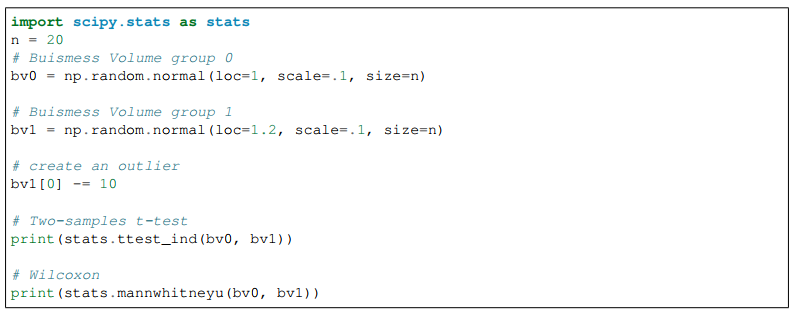 import scipy.stats as stats
n = 20
# Buismess Volume group 0
bv0 = np.random.normal(loc=1, scale=.1, size=n)
# Buismess Volume group 1
bv1 = np.random.normal(loc=1.2, scale=.1, size=n)
# create an outlier
bv1[0] -= 10
# Two-samples t-test
print(stats.ttest_ind(bv0, bv1))
# Wilcoxon
print(stats.mannwhitneyu(bv0, bv1))